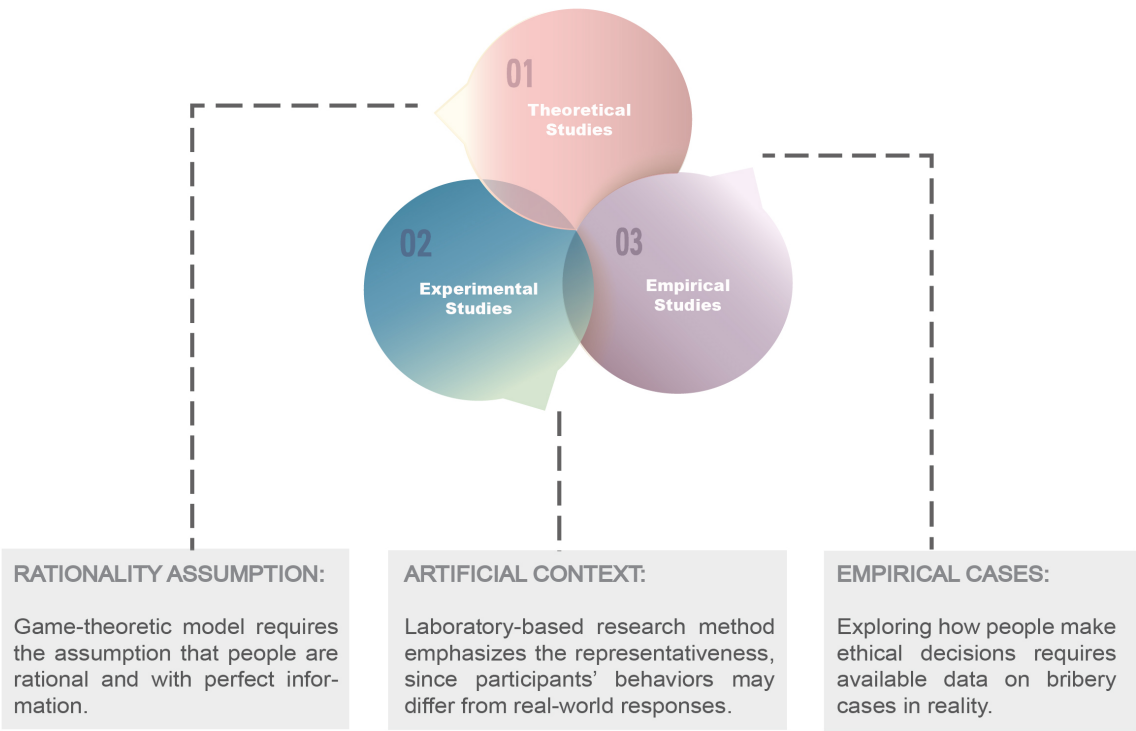 01
Theoretical
Studies
02
Experimental
Studies
03
Empirical
Studies
RATIONALITY ASSUMPTION:
Game-theoretic model requires
the assumption that people are
rational and with perfect infor-
mation.
ARTIFICIAL CONTEXT:
Laboratory-based research method
emphasizes the representativeness,
since participants’ behaviors may
differ from real-world responses.
EMPIRICAL CASES:
Exploring how people make
ethical decisions requires
available data on bribery
cases in reality.